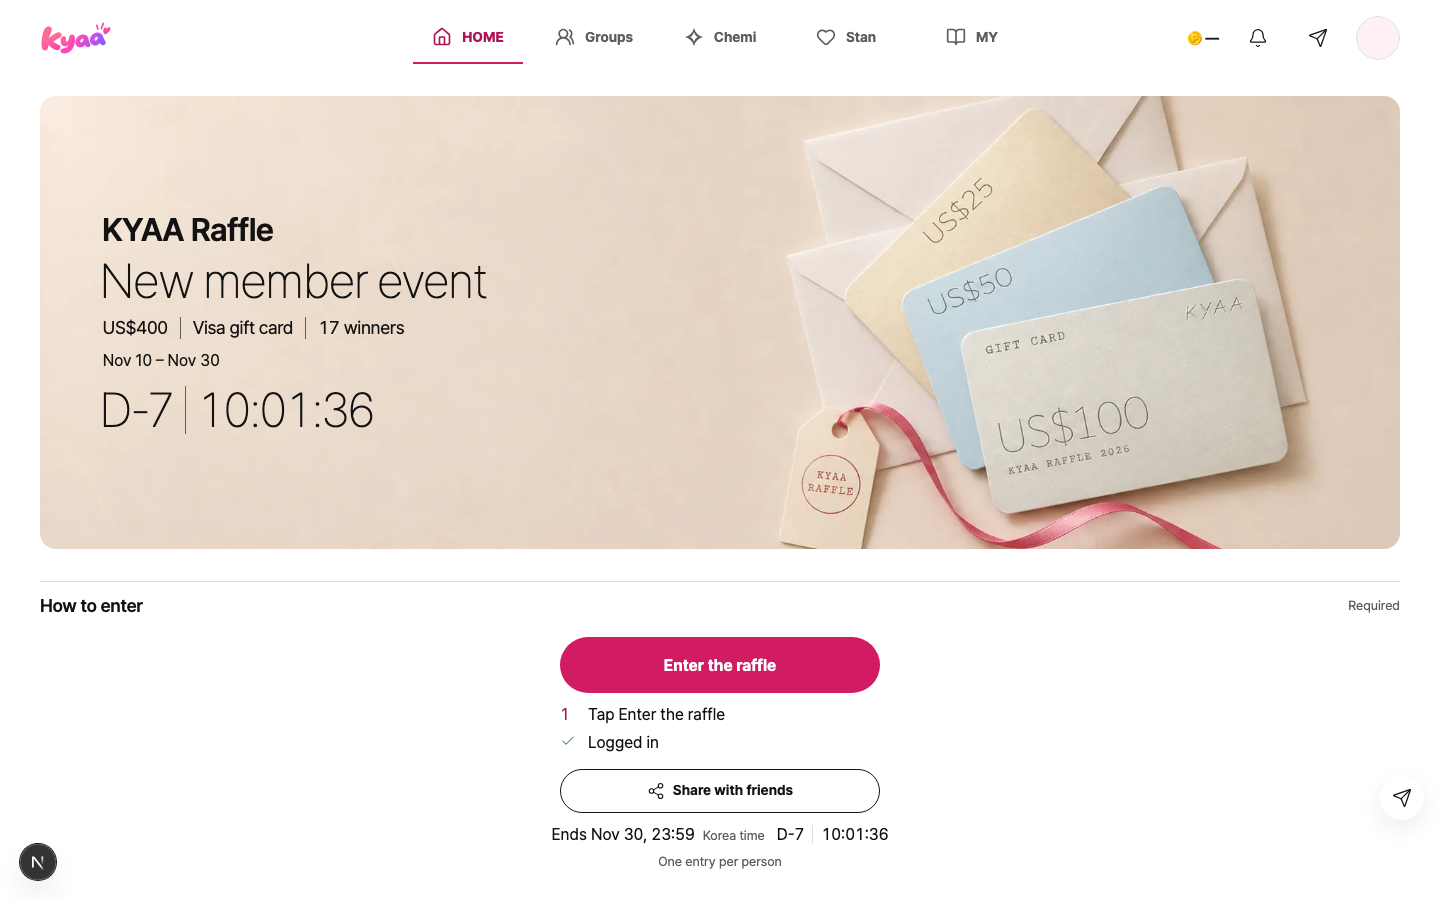 kyaa
HOME
Groups
Chemi
Stan
MY
KYAA Raffle
New member event
US$400 Visa gift card 17 winners
Nov 10 – Nov 30
D-7 10:01:36
US$25
US$50
KYAA
GIFT CARD
US$100
KYAA RAFFLE 2026
KYAA
RAFFLE
How to enter
Required
Enter the raffle
1 Tap Enter the raffle
Logged in
Share with friends
Ends Nov 30, 23:59 Korea time D-7 10:01:36
One entry per person
N